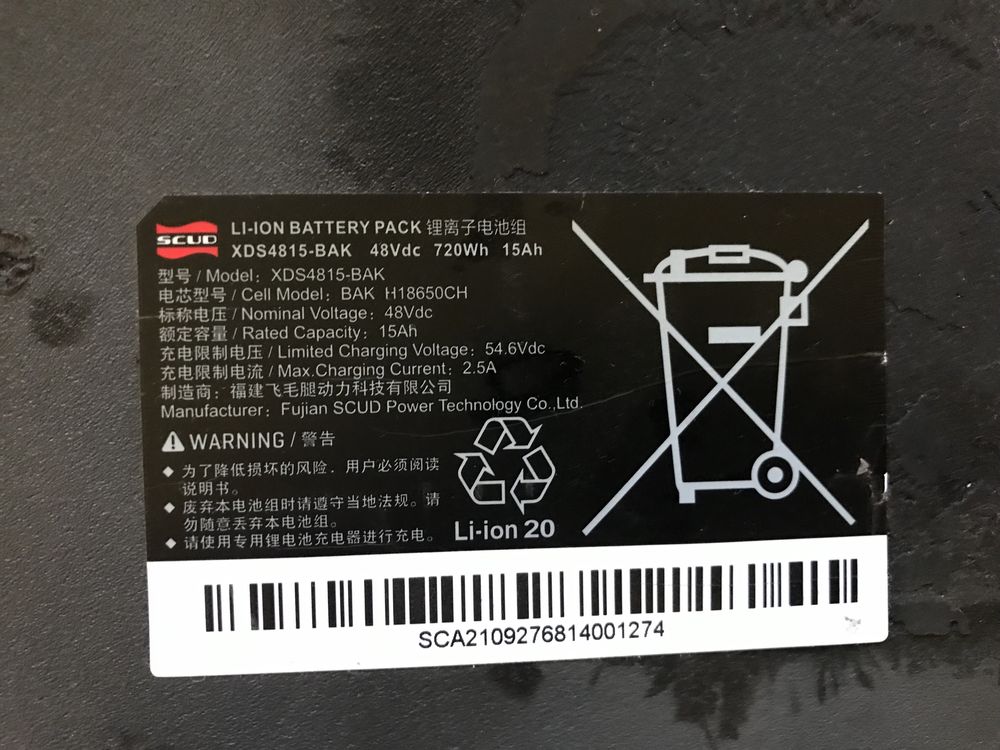 SCUD
LI-ION BATTERY PACK 锂离子电池组
XDS4815-BAK 48Vdc 720Wh 15Ah
型号 / Model: XDS4815-BAK
电芯型号 / Cell Model: BAK H18650CH
标称电压 / Nominal Voltage: 48Vdc
额定容量 / Rated Capacity: 15Ah
充电限制电压 / Limited Charging Voltage: 54.6Vdc
充电限制电流 / Max.Charging Current: 2.5A
制造商: 福建飞毛腿动力科技有限公司
Manufacturer: Fujian SCUD Power Technology Co.,Ltd.
WARNING / 警告
◆ 为了降低损坏的风险, 用户必须阅读
说明书。
◆ 废弃本电池组时请遵守当地法规。请
勿随意丢弃本电池组。
◆ 请使用专用锂电池充电器进行充电。
Li-ion 20
SCA2109276814001274